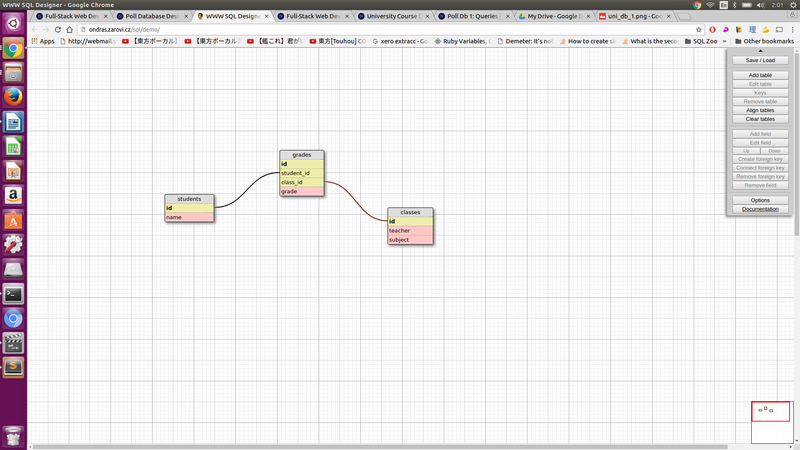 WWW SQL Designer - Google Chrome
En
2:01
Full-Stack Web Dev
Poll Database Desi
WWW SQL Designer
Full-Stack Web Dev
University Course D
Poll Db 1: Queries |
My Drive - Google D
uni_db_1.png - Goo
ondras.zarovi.cz/sql/demo/
Apps
http://webmail.
【東方ボーカル】
【東方ボーカル】
【艦これ】君が
東方[Touhou] CO
xero extracc - Go
Ruby Variables, C
Demeter: It's not
How to create si
What is the seco
SQL Zoo
»
Other bookmarks
Save / Load
Add table
Edit table
Keys
Remove table
Align tables
Clear tables
Add field
Edit field
Up
Down
Create foreign key
Connect foreign key
Remove foreign key
Remove field
Options
Documentation
grades
id
student_id
class_id
grade
students
id
name
classes
id
teacher
subject